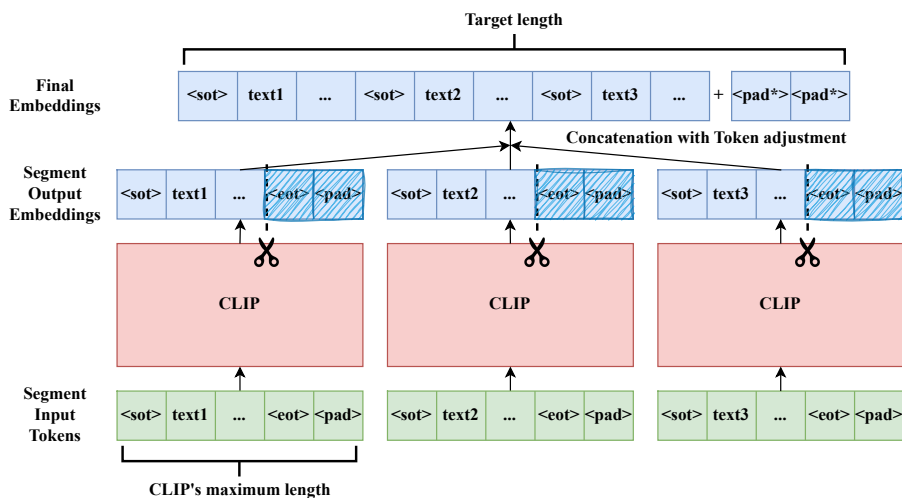 Target length
Final
Embeddings
<sot> text1 ... <sot> text2 ... <sot> text3 ... + <pad*> <pad*>
Concatenation with Token adjustment
Segment
Output
Embeddings
<sot> text1 ... <eot> <pad> <sot> text2 ... <eot> <pad> <sot> text3 ... <eot> <pad>
CLIP CLIP CLIP
Segment
Input
Tokens
<sot> text1 ... <eot> <pad> <sot> text2 ... <eot> <pad> <sot> text3 ... <eot> <pad>
CLIP's maximum length